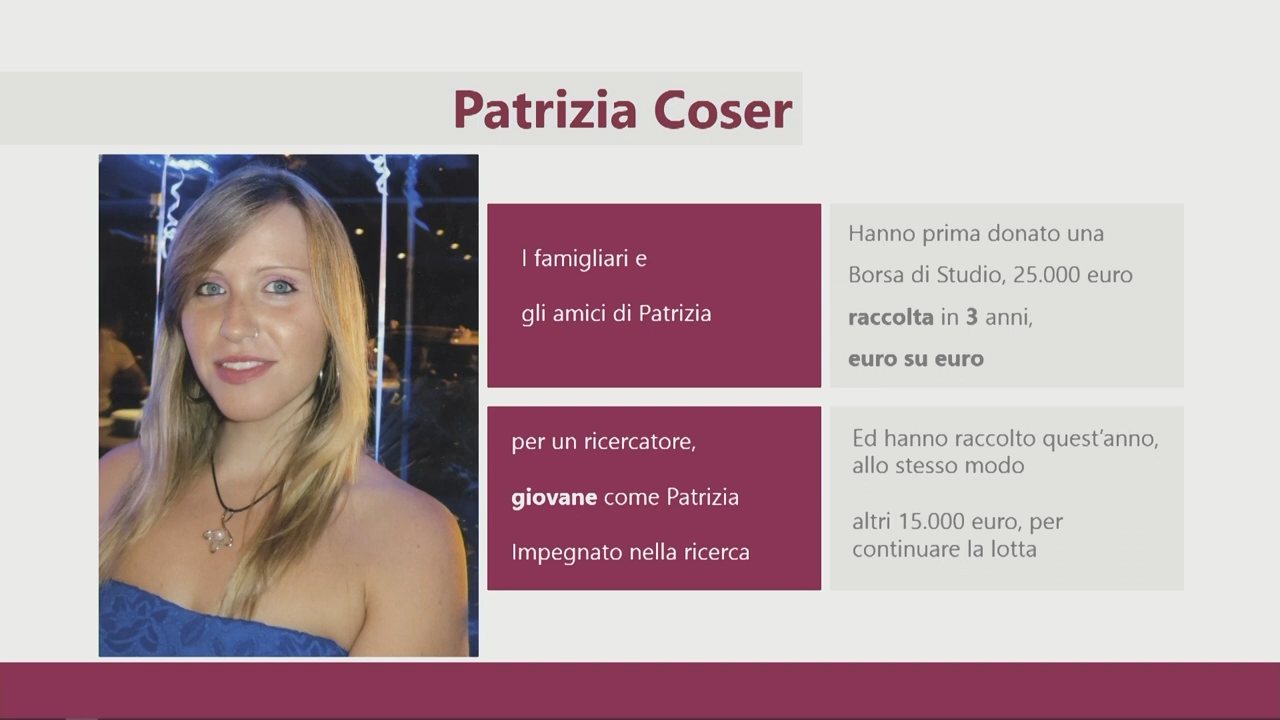 Patrizia Coser
I famigliari e
gli amici di Patrizia
Hanno prima donato una
Borsa di Studio, 25.000 euro
raccolta in 3 anni,
euro su euro
per un ricercatore,
giovane come Patrizia
Impegnato nella ricerca
Ed hanno raccolto quest’anno,
allo stesso modo
altri 15.000 euro, per
continuare la lotta